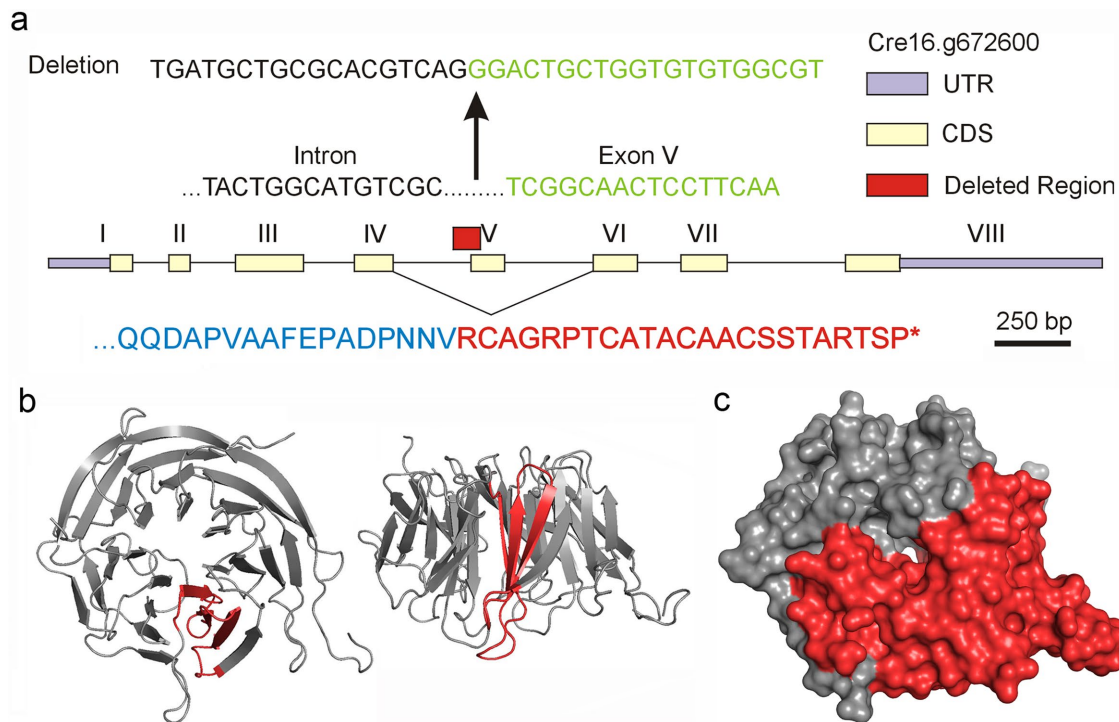 a
Cre16.g672600
Deletion TGATGCTGCGCACGTCAGGGACTGCTGGTGTGTGGCGT
UTR
CDS
Intron Exon V
...TACTGGCATGTCGC.........TCGGCAACTCCTTCAA
Deleted Region
I II III IV V VI VII VIII
...QQDAPVAAFEPADPNNVRCAGRPTCATACAACSSTARTSP*
250 bp
b
c